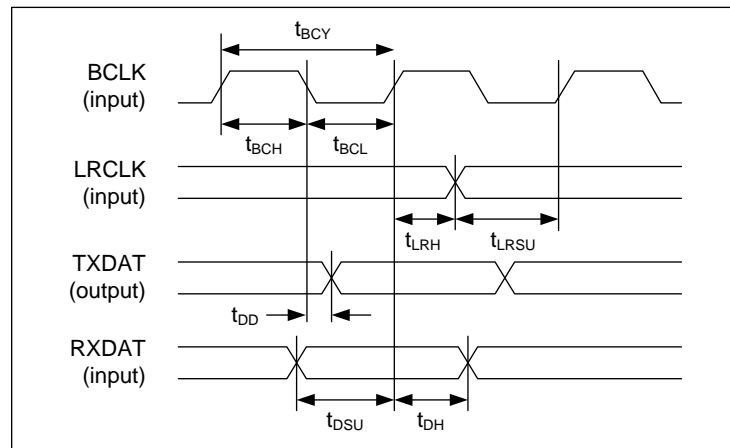 tBCY
BCLK
(input)
tBCH tBCL
LRCLK
(input)
tLRH tLRSU
TXDAT
(output)
tDD
RXDAT
(input)
tDSU tDH